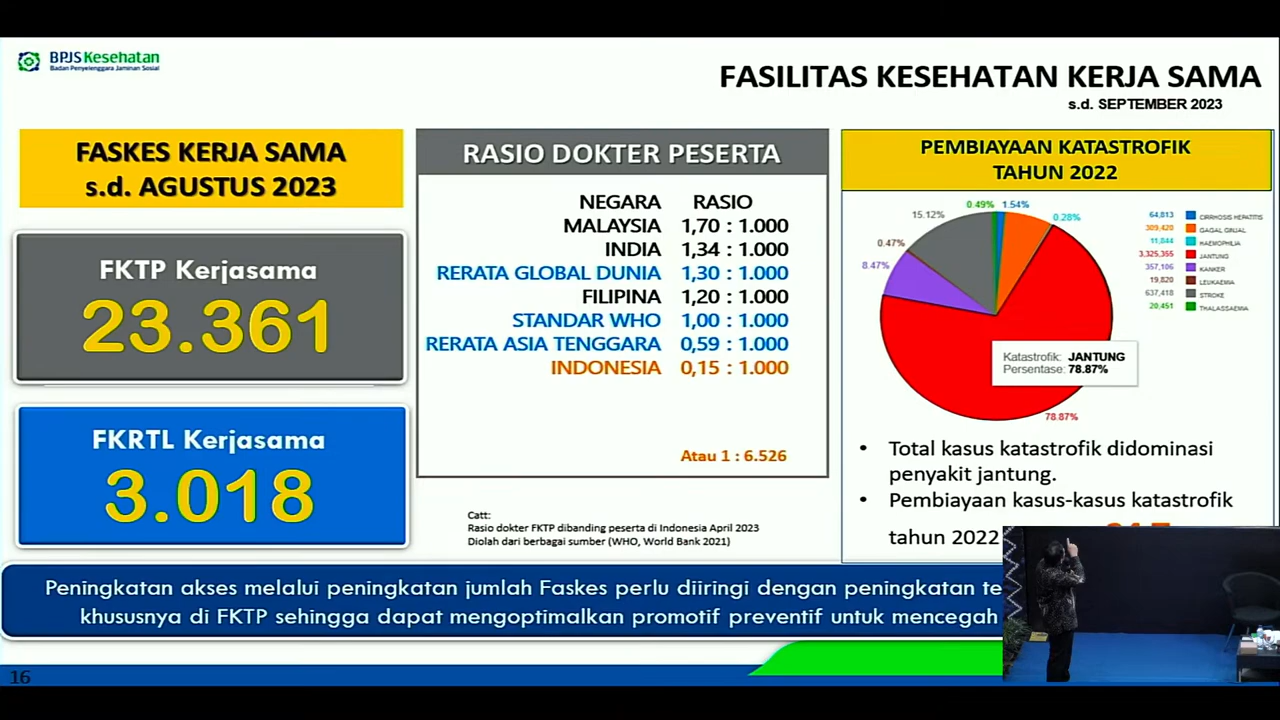 BPJS Kesehatan
Badan Penyelenggara Jaminan Sosial
FASILITAS KESEHATAN KERJA SAMA
s.d. SEPTEMBER 2023
FASKES KERJA SAMA
s.d. AGUSTUS 2023
FKTP Kerjasama
23.361
FKRTL Kerjasama
3.018
RASIO DOKTER PESERTA
NEGARA RASIO
MALAYSIA 1,70 : 1.000
INDIA 1,34 : 1.000
RERATA GLOBAL DUNIA 1,30 : 1.000
FILIPINA 1,20 : 1.000
STANDAR WHO 1,00 : 1.000
RERATA ASIA TENGGARA 0,59 : 1.000
INDONESIA 0,15 : 1.000
Atau 1 : 6.526
Catt:
Rasio dokter FKTP dibanding peserta di Indonesia April 2023
Diolah dari berbagai sumber (WHO, World Bank 2021)
PEMBIAYAAN KATASTROFIK
TAHUN 2022
0.49% 1.54%
15.12% 0.28%
0.47%
8.47%
Katastrofik: JANTUNG
Persentase: 78.87%
78.87%
64,813 CIRRHOSIS HEPATITIS
309,420 GAGAL GINJAL
11,844 HAEMOPHILIA
3,325,355 JANTUNG
357,106 KANKER
19,820 LEUKAEMIA
637,418 STROKE
20,451 THALASSAEMIA
• Total kasus katastrofik didominasi
penyakit jantung.
• Pembiayaan kasus-kasus katastrofik
tahun 2022
Peningkatan akses melalui peningkatan jumlah Faskes perlu diiringi dengan peningkatan
khususnya di FKTP sehingga dapat mengoptimalkan promotif preventif untuk mencegah
16